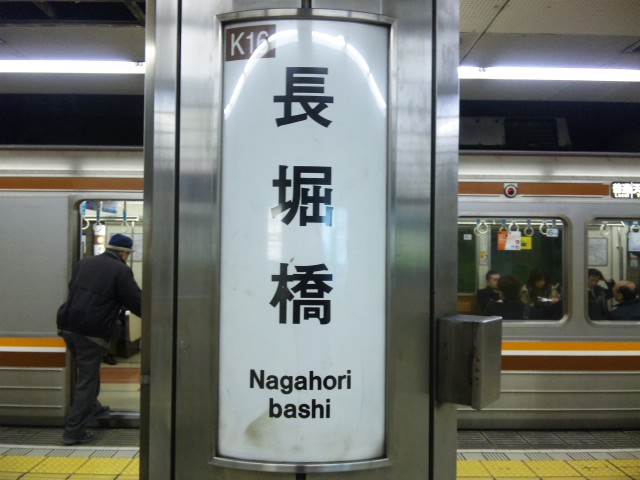 K16
長堀橋
Nagahori
bashi